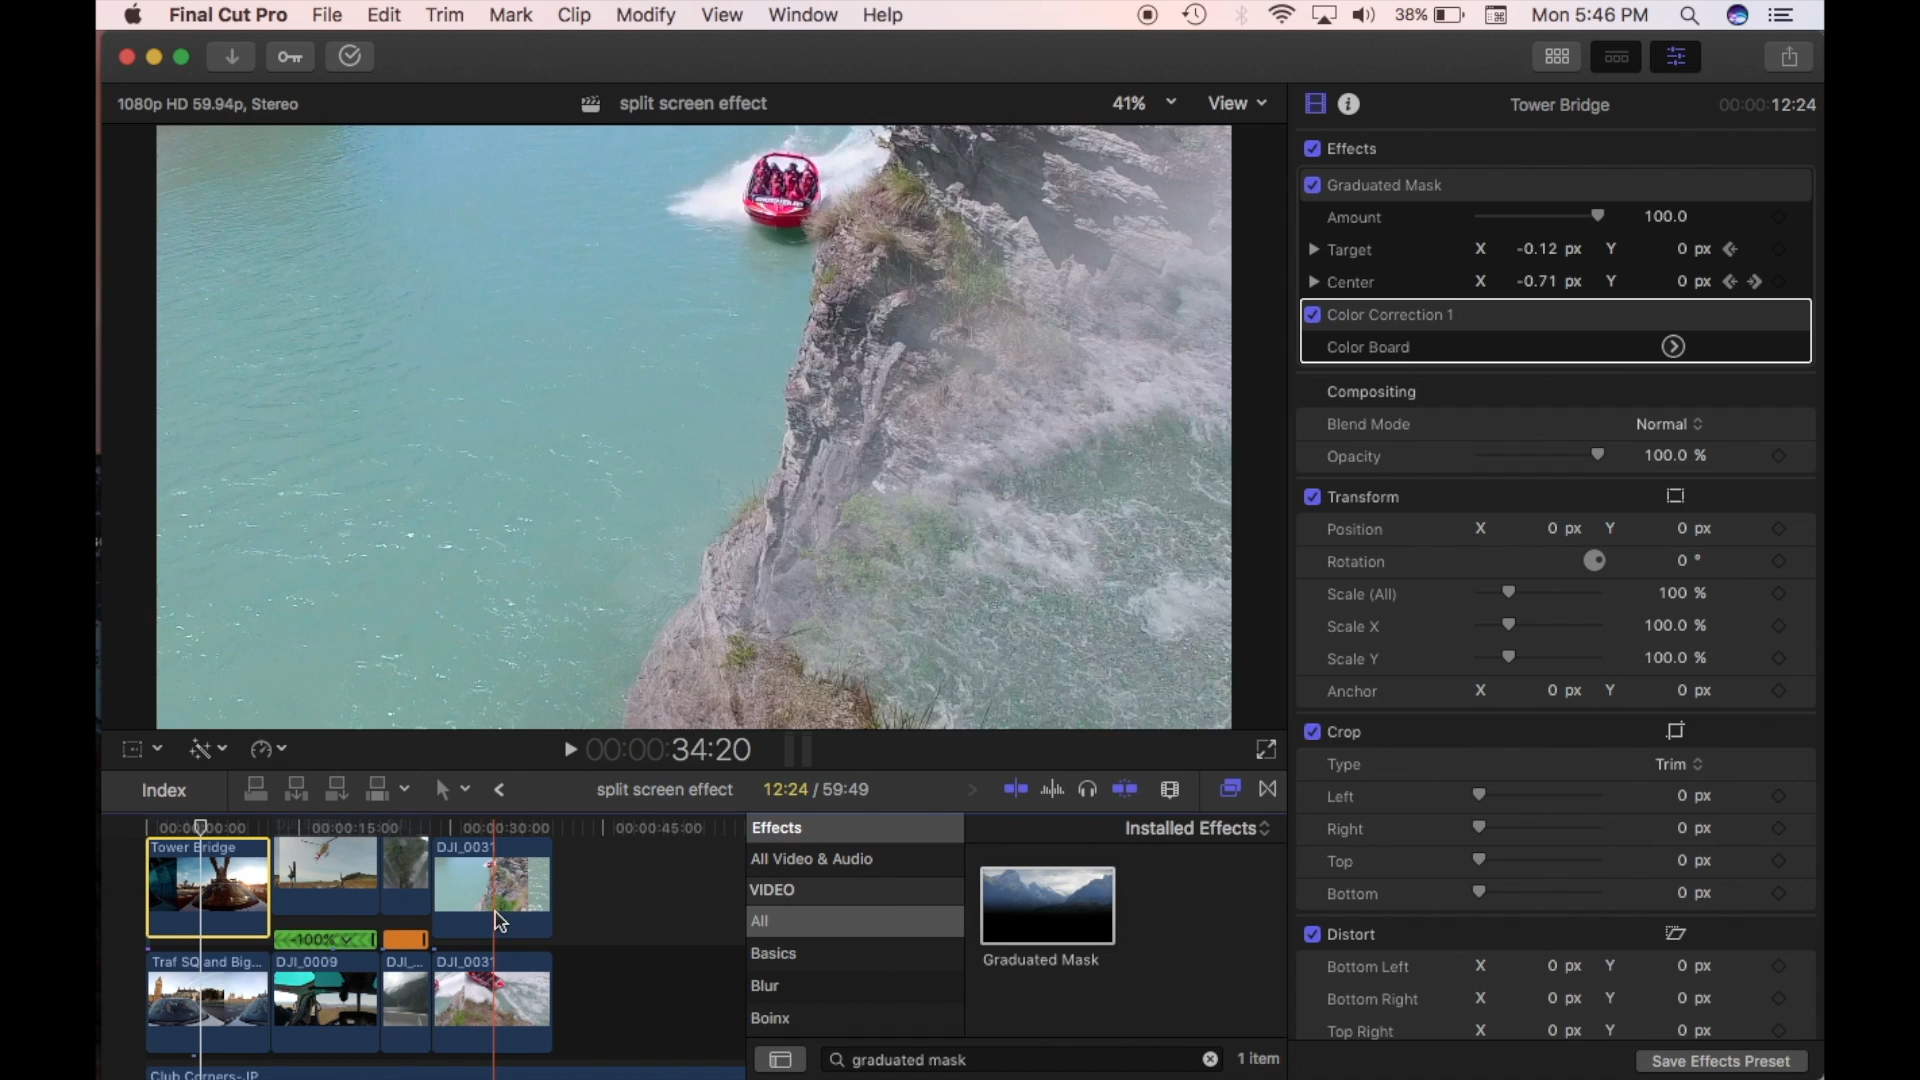 Final Cut Pro File Edit Trim Mark Clip Modify View Window Help 38% Mon 5:46 PM
1080p HD 59.94p, Stereo split screen effect 41% View
Tower Bridge 00:00:12:24
Effects
Graduated Mask
Amount 100.0
Target X -0.12 px Y 0 px
Center X -0.71 px Y 0 px
Color Correction 1
Color Board
Compositing
Blend Mode Normal
Opacity 100.0 %
Transform
Position X 0 px Y 0 px
Rotation 0 °
Scale (All) 100 %
Scale X 100.0 %
Scale Y 100.0 %
Anchor X 0 px Y 0 px
Crop
Type Trim
Left 0 px
Right 0 px
Top 0 px
Bottom 0 px
Distort
Bottom Left X 0 px Y 0 px
Bottom Right X 0 px Y 0 px
Top Right X 0 px Y 0 px
Save Effects Preset
00:00:34:20
Index split screen effect 12:24 / 59:49
00:00:15:00 00:00:30:00 00:00:45:00
Tower Bridge DJI_0031
-100%
Traf SQ and Big... DJI_0009 DJI_... DJI_0031
Club Corners-JP
Effects Installed Effects
All Video & Audio
VIDEO
All
Basics
Blur
Boinx
Graduated Mask
graduated mask 1 item